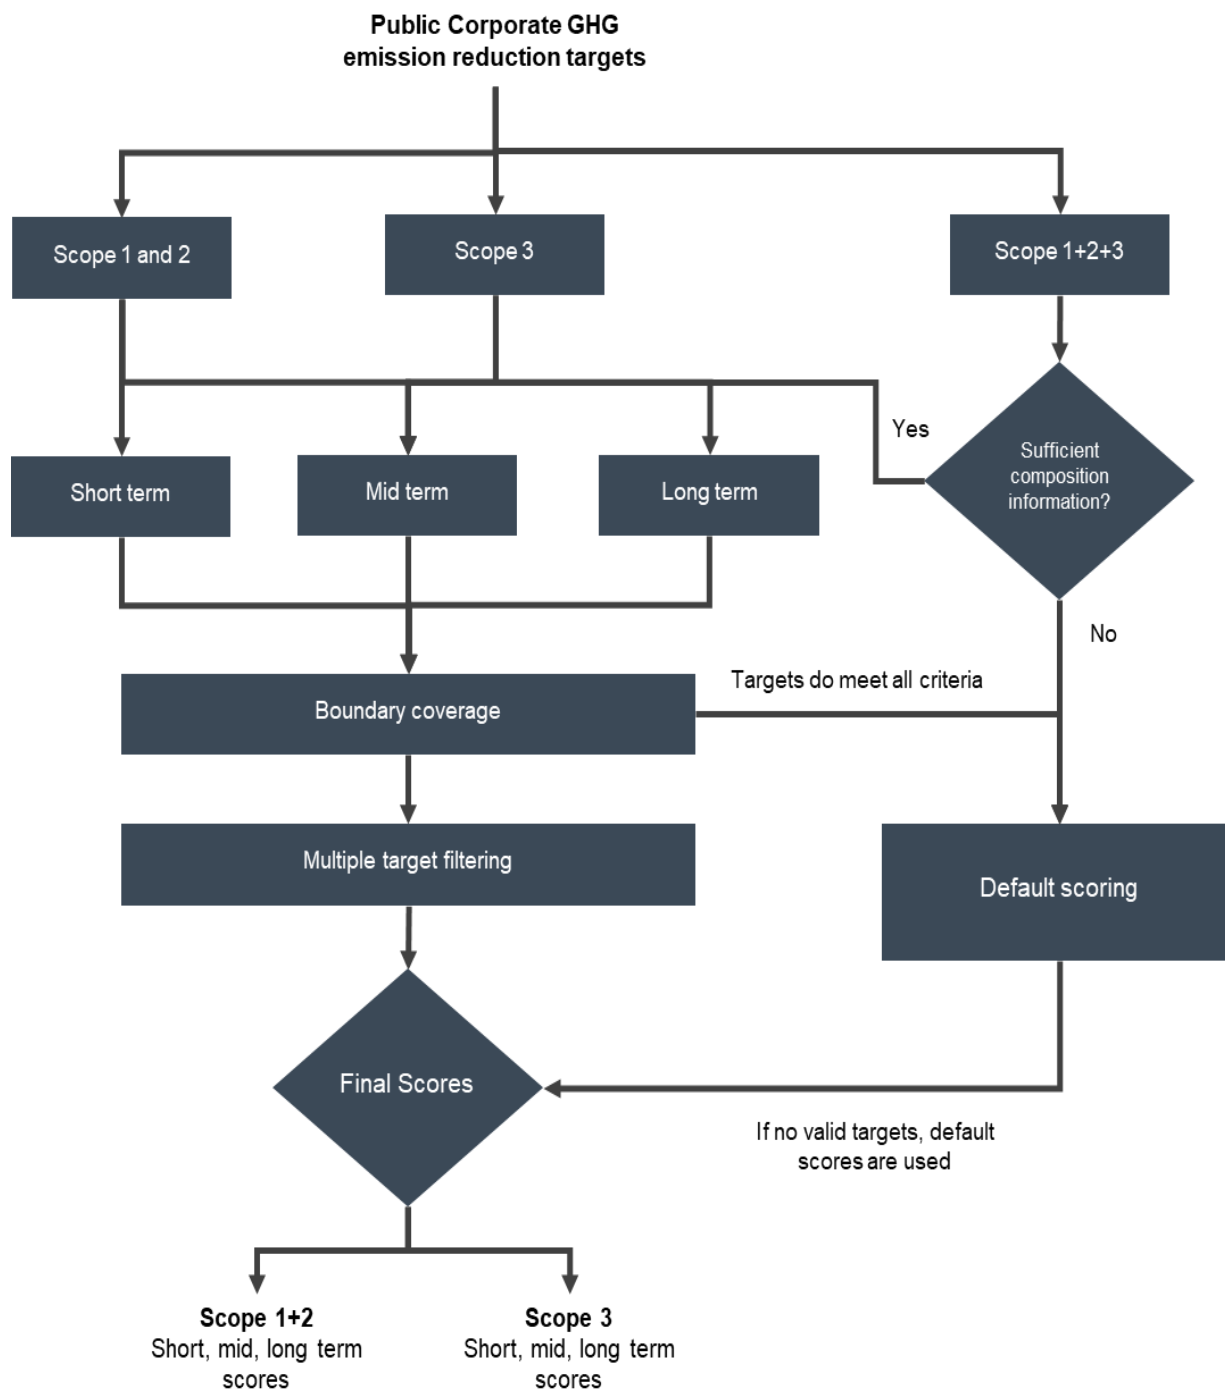 Public Corporate GHG
emission reduction targets
Scope 1 and 2
Scope 3
Scope 1+2+3
Yes
Sufficient
composition
information?
Short term
Mid term
Long term
No
Targets do meet all criteria
Boundary coverage
Multiple target filtering
Default scoring
Final Scores
If no valid targets, default
scores are used
Scope 1+2
Short, mid, long term
scores
Scope 3
Short, mid, long term
scores